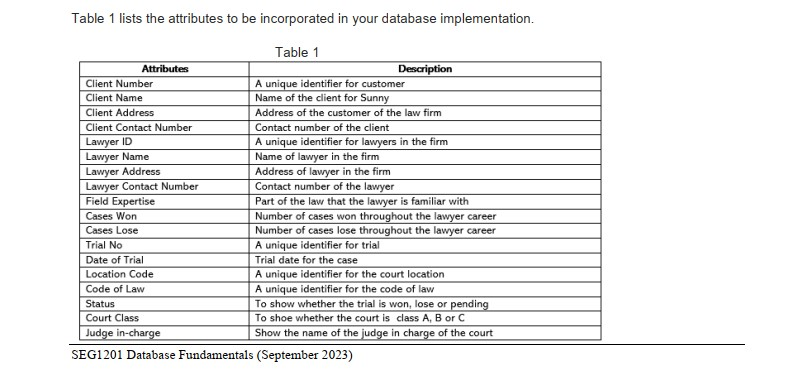 Table 1 lists the attributes to be incorporated in your database implementation.
Table 1
Attributes Description
Client Number A unique identifier for customer
Client Name Name of the client for Sunny
Client Address Address of the customer of the law firm
Client Contact Number Contact number of the client
Lawyer ID A unique identifier for lawyers in the firm
Lawyer Name Name of lawyer in the firm
Lawyer Address Address of lawyer in the firm
Lawyer Contact Number Contact number of the lawyer
Field Expertise Part of the law that the lawyer is familiar with
Cases Won Number of cases won throughout the lawyer career
Cases Lose Number of cases lose throughout the lawyer career
Trial No A unique identifier for trial
Date of Trial Trial date for the case
Location Code A unique identifier for the court location
Code of Law A unique identifier for the code of law
Status To show whether the trial is won, lose or pending
Court Class To shoe whether the court is class A, B or C
Judge in-charge Show the name of the judge in charge of the court
SEG1201 Database Fundamentals (September 2023)